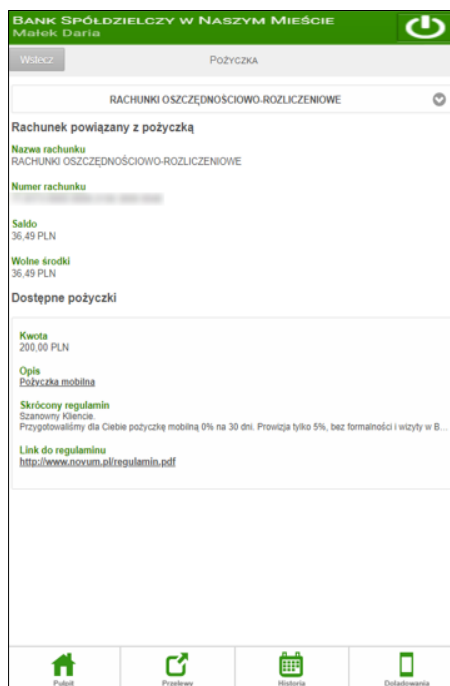 BANK SPÓŁDZIELCZY W NASZYM MIEŚCIE
Małek Daria
Wstecz
POŻYCZKA
RACHUNKI OSZCZĘDNOŚCIOWO-ROZLICZENIOWE
Rachunek powiązany z pożyczką
Nazwa rachunku
RACHUNKI OSZCZĘDNOŚCIOWO-ROZLICZENIOWE
Numer rachunku
Saldo
36,49 PLN
Wolne środki
36,49 PLN
Dostępne pożyczki
Kwota
200,00 PLN
Opis
Pożyczka mobilna
Skrócony regulamin
Szanowny Kliencie.
Przygotowaliśmy dla Ciebie pożyczkę mobilną 0% na 30 dni. Prowizja tylko 5%, bez formalności i wizyty w B...
Link do regulaminu
http://www.novum.pl/regulamin.pdf
Pulpit Przelewy Historia Doładowania